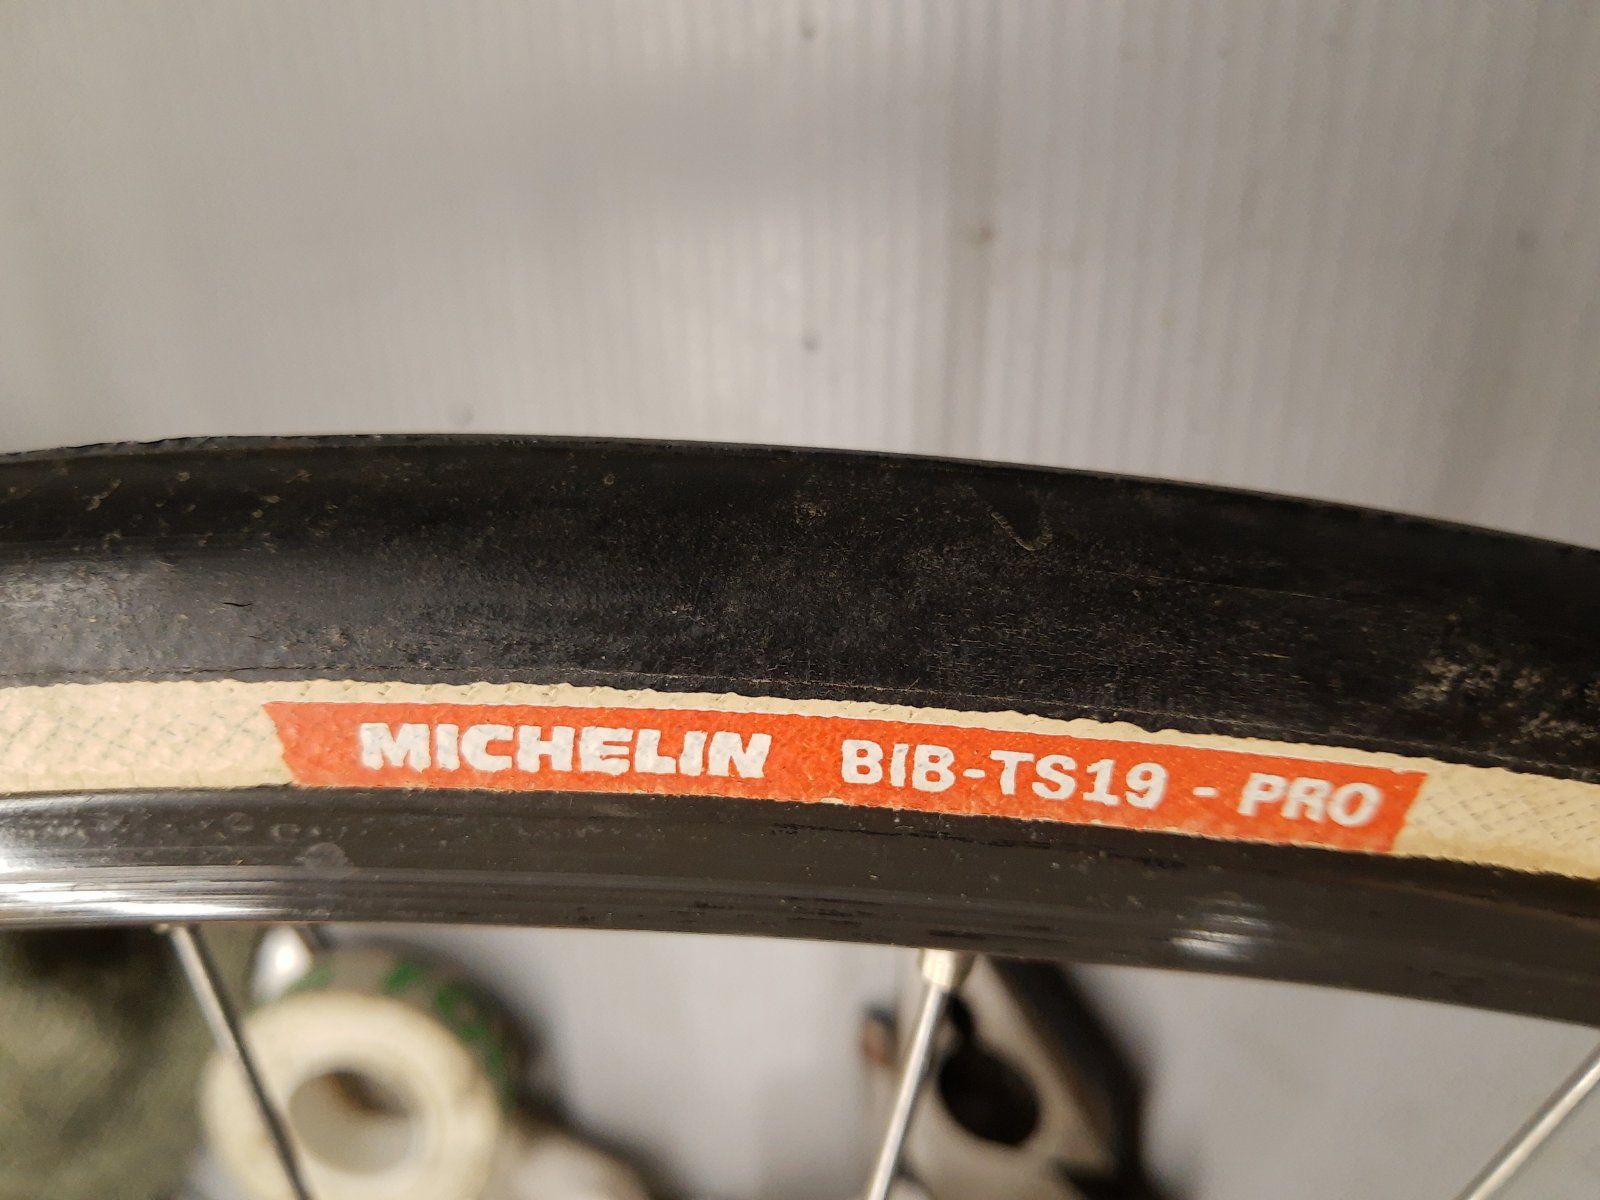 MICHELIN BIB-TS19 - PRO